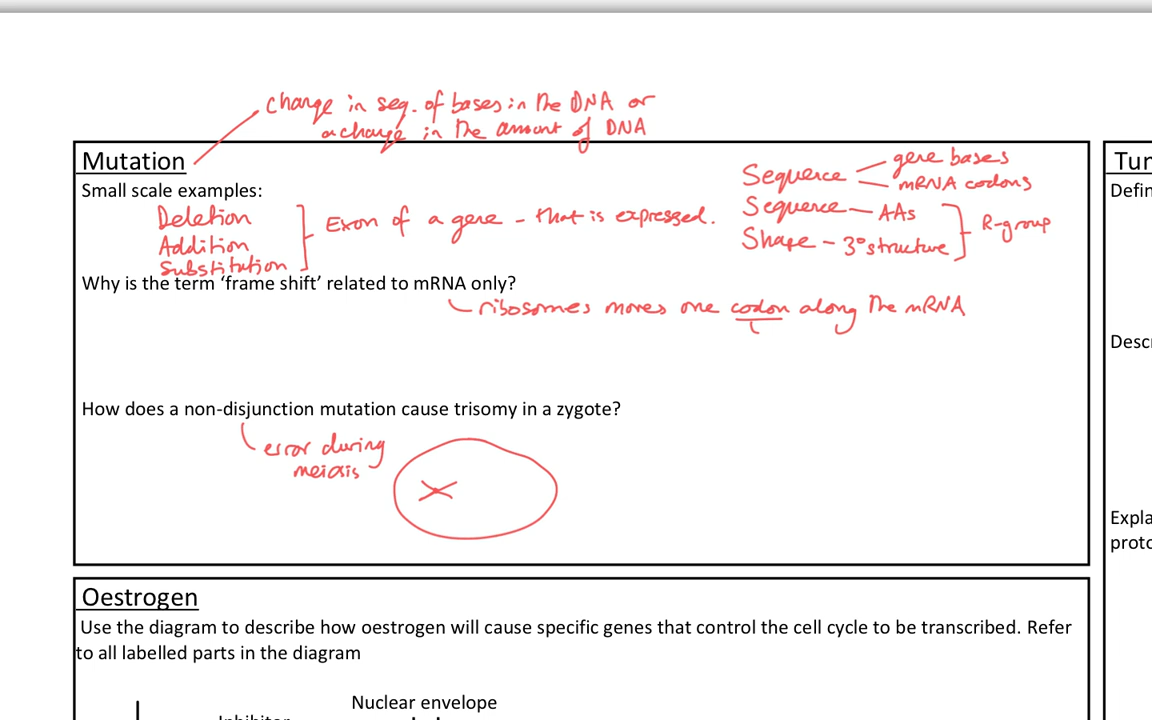 change in seq. of bases in the DNA or
a change in the amount of DNA
Mutation
Small scale examples:
Deletion
Addition
Substitution
Exon of a gene - that is expressed.
Sequence
gene bases
mRNA codons
Sequence - AAs
Shape - 3° structure
R-group
Why is the term ‘frame shift’ related to mRNA only?
ribosomes moves one codon along the mRNA
How does a non-disjunction mutation cause trisomy in a zygote?
error during
meiosis
Oestrogen
Use the diagram to describe how oestrogen will cause specific genes that control the cell cycle to be transcribed. Refer
to all labelled parts in the diagram
Nuclear envelope
Inhibitor
Tur
Defin
Descr
Expla
proto